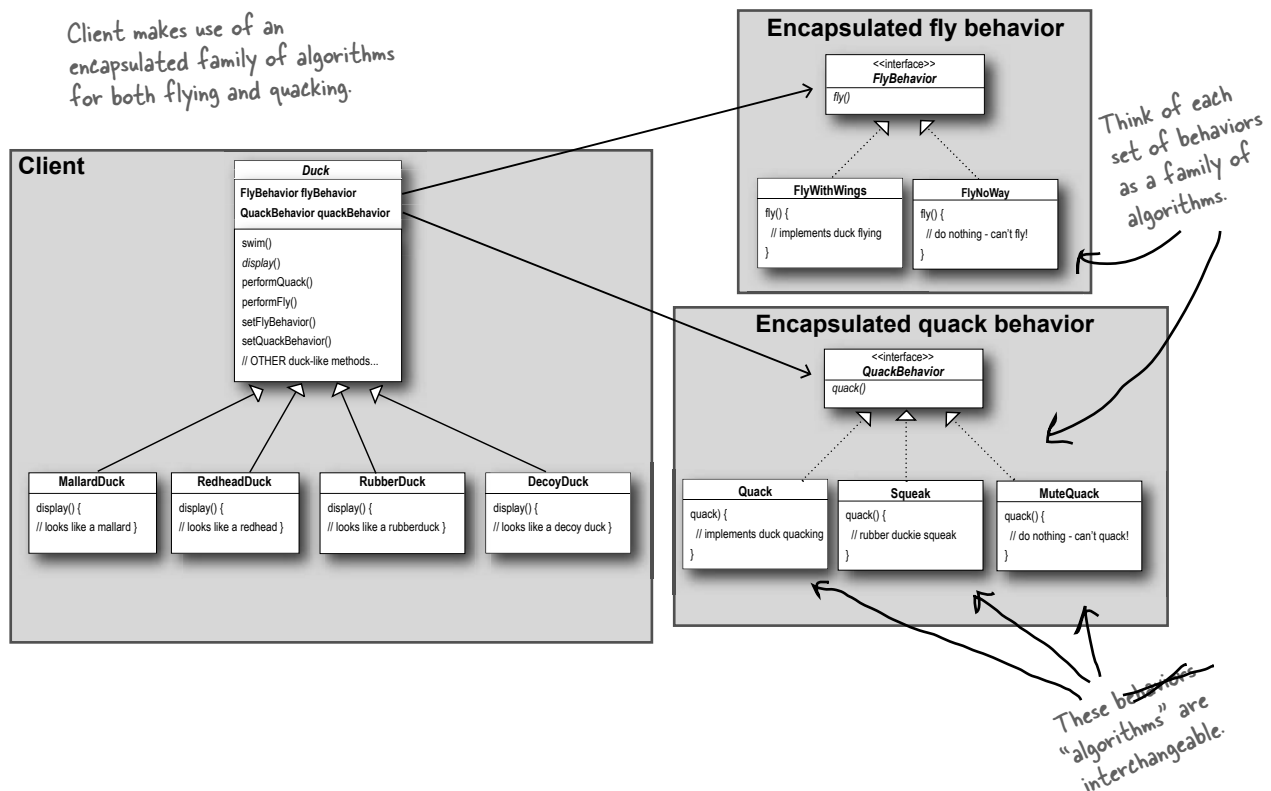 Client makes use of an
encapsulated family of algorithms
for both flying and quacking.
Client
Duck
FlyBehavior flyBehavior
QuackBehavior quackBehavior
swim()
display()
performQuack()
performFly()
setFlyBehavior()
setQuackBehavior()
// OTHER duck-like methods...
MallardDuck
display() {
// looks like a mallard }
RedheadDuck
display() {
// looks like a redhead }
RubberDuck
display() {
// looks like a rubberduck }
DecoyDuck
display() {
// looks like a decoy duck }
Encapsulated fly behavior
<<interface>>
FlyBehavior
fly()
FlyWithWings
fly() {
// implements duck flying
}
FlyNoWay
fly() {
// do nothing - can't fly!
}
Think of each
set of behaviors
as a family of
algorithms.
Encapsulated quack behavior
<<interface>>
QuackBehavior
quack()
Quack
quack) {
// implements duck quacking
}
Squeak
quack() {
// rubber duckie squeak
}
MuteQuack
quack() {
// do nothing - can't quack!
}
These behaviors
“algorithms” are
interchangeable.